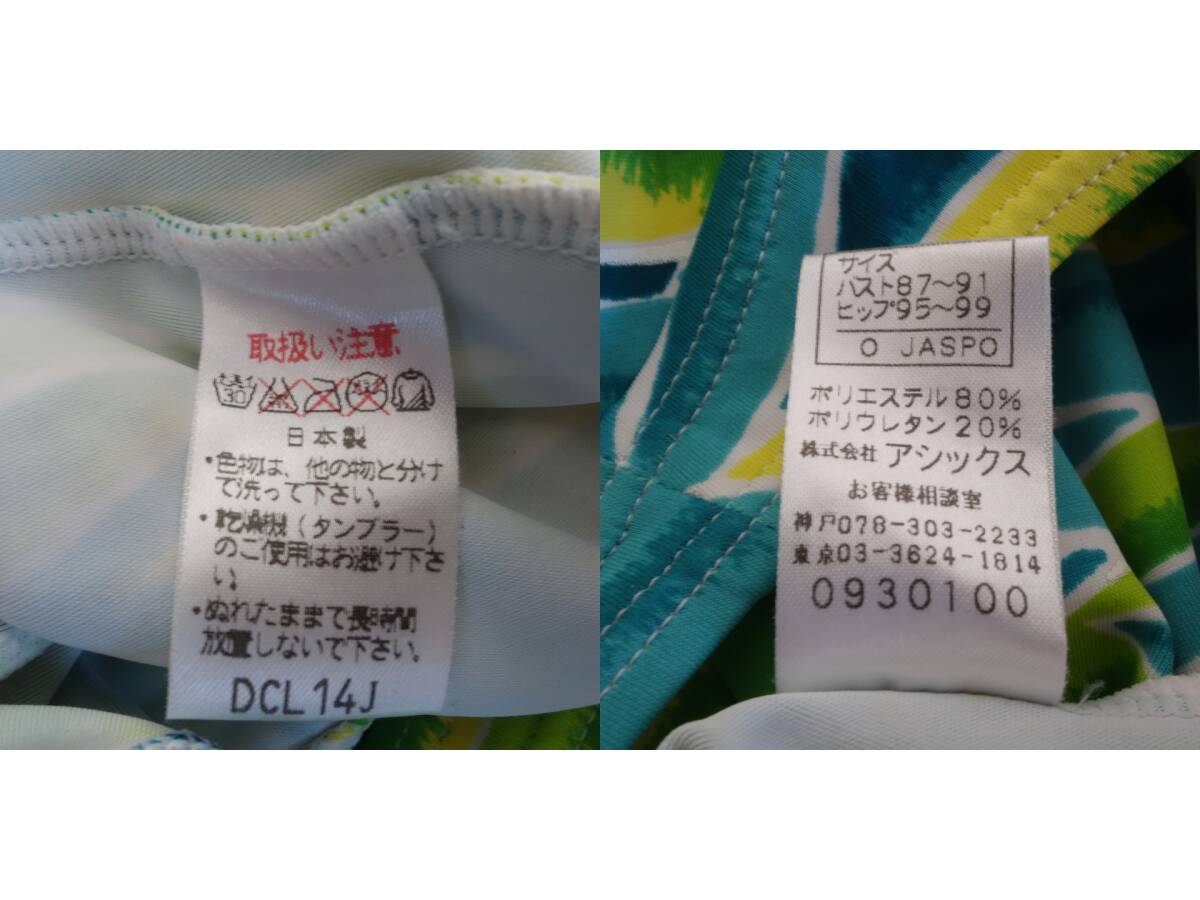 取扱い注意
30
日本製
・色物は、他の物と分け
て洗って下さい。
・乾燥機(タンブラー)
のご使用はお避け下さ
い。
・ぬれたままで長時間
放置しないで下さい。
DCL14J
サイズ
バスト87〜91
ヒップ95〜99
O JASPO
ポリエステル80%
ポリウレタン20%
株式会社アシックス
お客様相談室
神戸078-303-2233
東京03-3624-1814
0930100